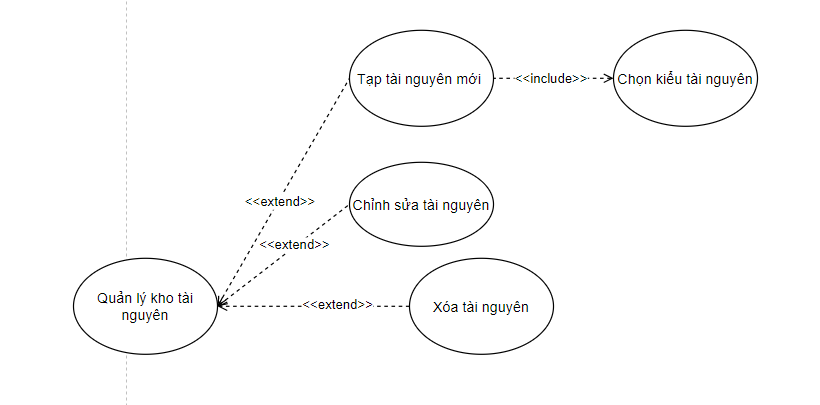 Tạp tài nguyên mới
<<include>>
Chọn kiểu tài nguyên
<<extend>>
Chỉnh sửa tài nguyên
<<extend>>
Quản lý kho tài
nguyên
<<extend>>
Xóa tài nguyên